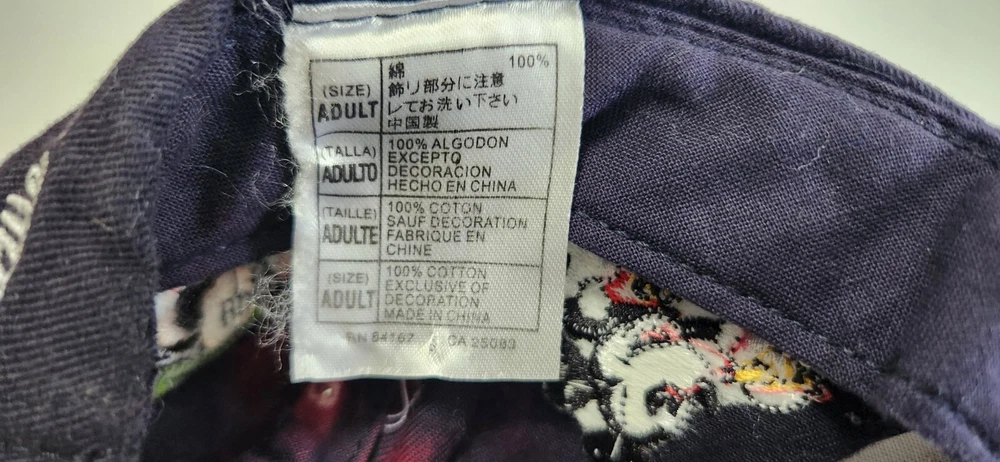 (SIZE)
ADULT
綿 100%
飾り部分に注意
してお洗い下さい
中国製
(TALLA)
ADULTO
100% ALGODON
EXCEPTO
DECORACION
HECHO EN CHINA
(TAILLE)
ADULTE
100% COTON
SAUF DECORATION
FABRIQUE EN
CHINE
(SIZE)
ADULT
100% COTTON
EXCLUSIVE OF
DECORATION
MADE IN CHINA
RN 64167 CA 25083